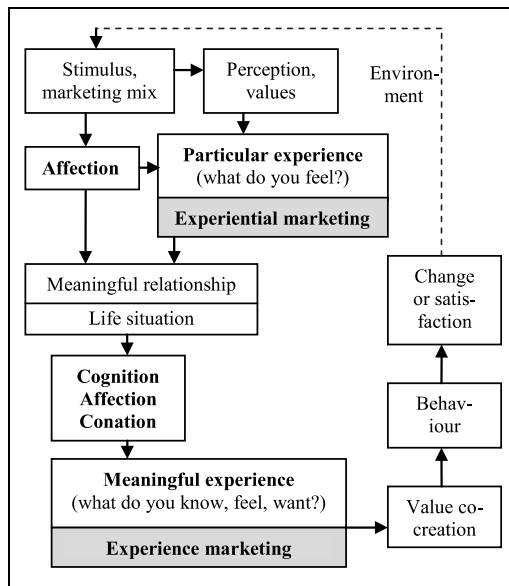 Stimulus,
marketing mix
Perception,
values
Environ-
ment
Affection
Particular experience
(what do you feel?)
Experiential marketing
Meaningful relationship
Life situation
Change
or satis-
faction
Cognition
Affection
Conation
Behav-
iour
Meaningful experience
(what do you know, feel, want?)
Experience marketing
Value co-
creation